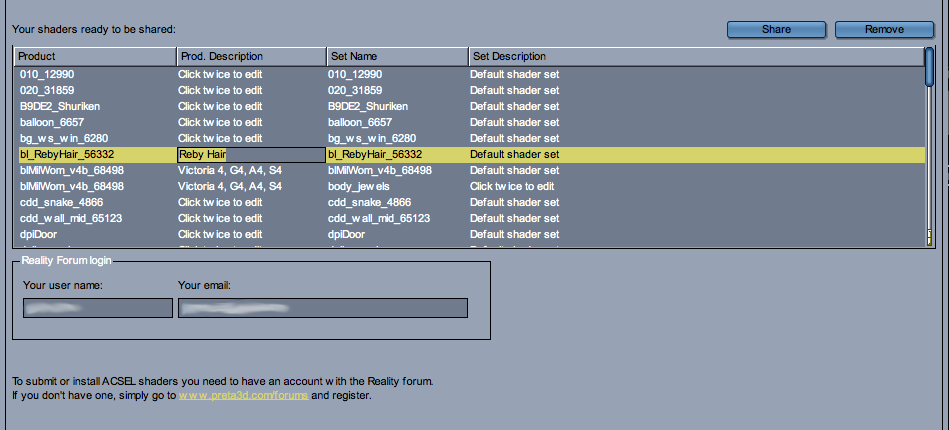 Your shaders ready to be shared:
Share Remove
Product Prod. Description Set Name Set Description
010_12990 Click twice to edit 010_12990 Default shader set
020_31859 Click twice to edit 020_31859 Default shader set
B9DE2_Shuriken Click twice to edit B9DE2_Shuriken Default shader set
balloon_6657 Click twice to edit balloon_6657 Default shader set
bg_ws_win_6280 Click twice to edit bg_ws_win_6280 Default shader set
bl_RebyHair_56332 Reby Hair bl_RebyHair_56332 Default shader set
blMilWom_v4b_68498 Victoria 4, G4, A4, S4 blMilWom_v4b_68498 Default shader set
blMilWom_v4b_68498 Victoria 4, G4, A4, S4 body_jewels Click twice to edit
cdd_snake_4866 Click twice to edit cdd_snake_4866 Default shader set
cdd_wall_mid_65123 Click twice to edit cdd_wall_mid_65123 Default shader set
dpiDoor Click twice to edit dpiDoor Default shader set
Reality Forum login
Your user name: Your email:
To submit or install ACSEL shaders you need to have an account with the Reality forum.
If you don't have one, simply go to www.preta3d.com/forums and register.